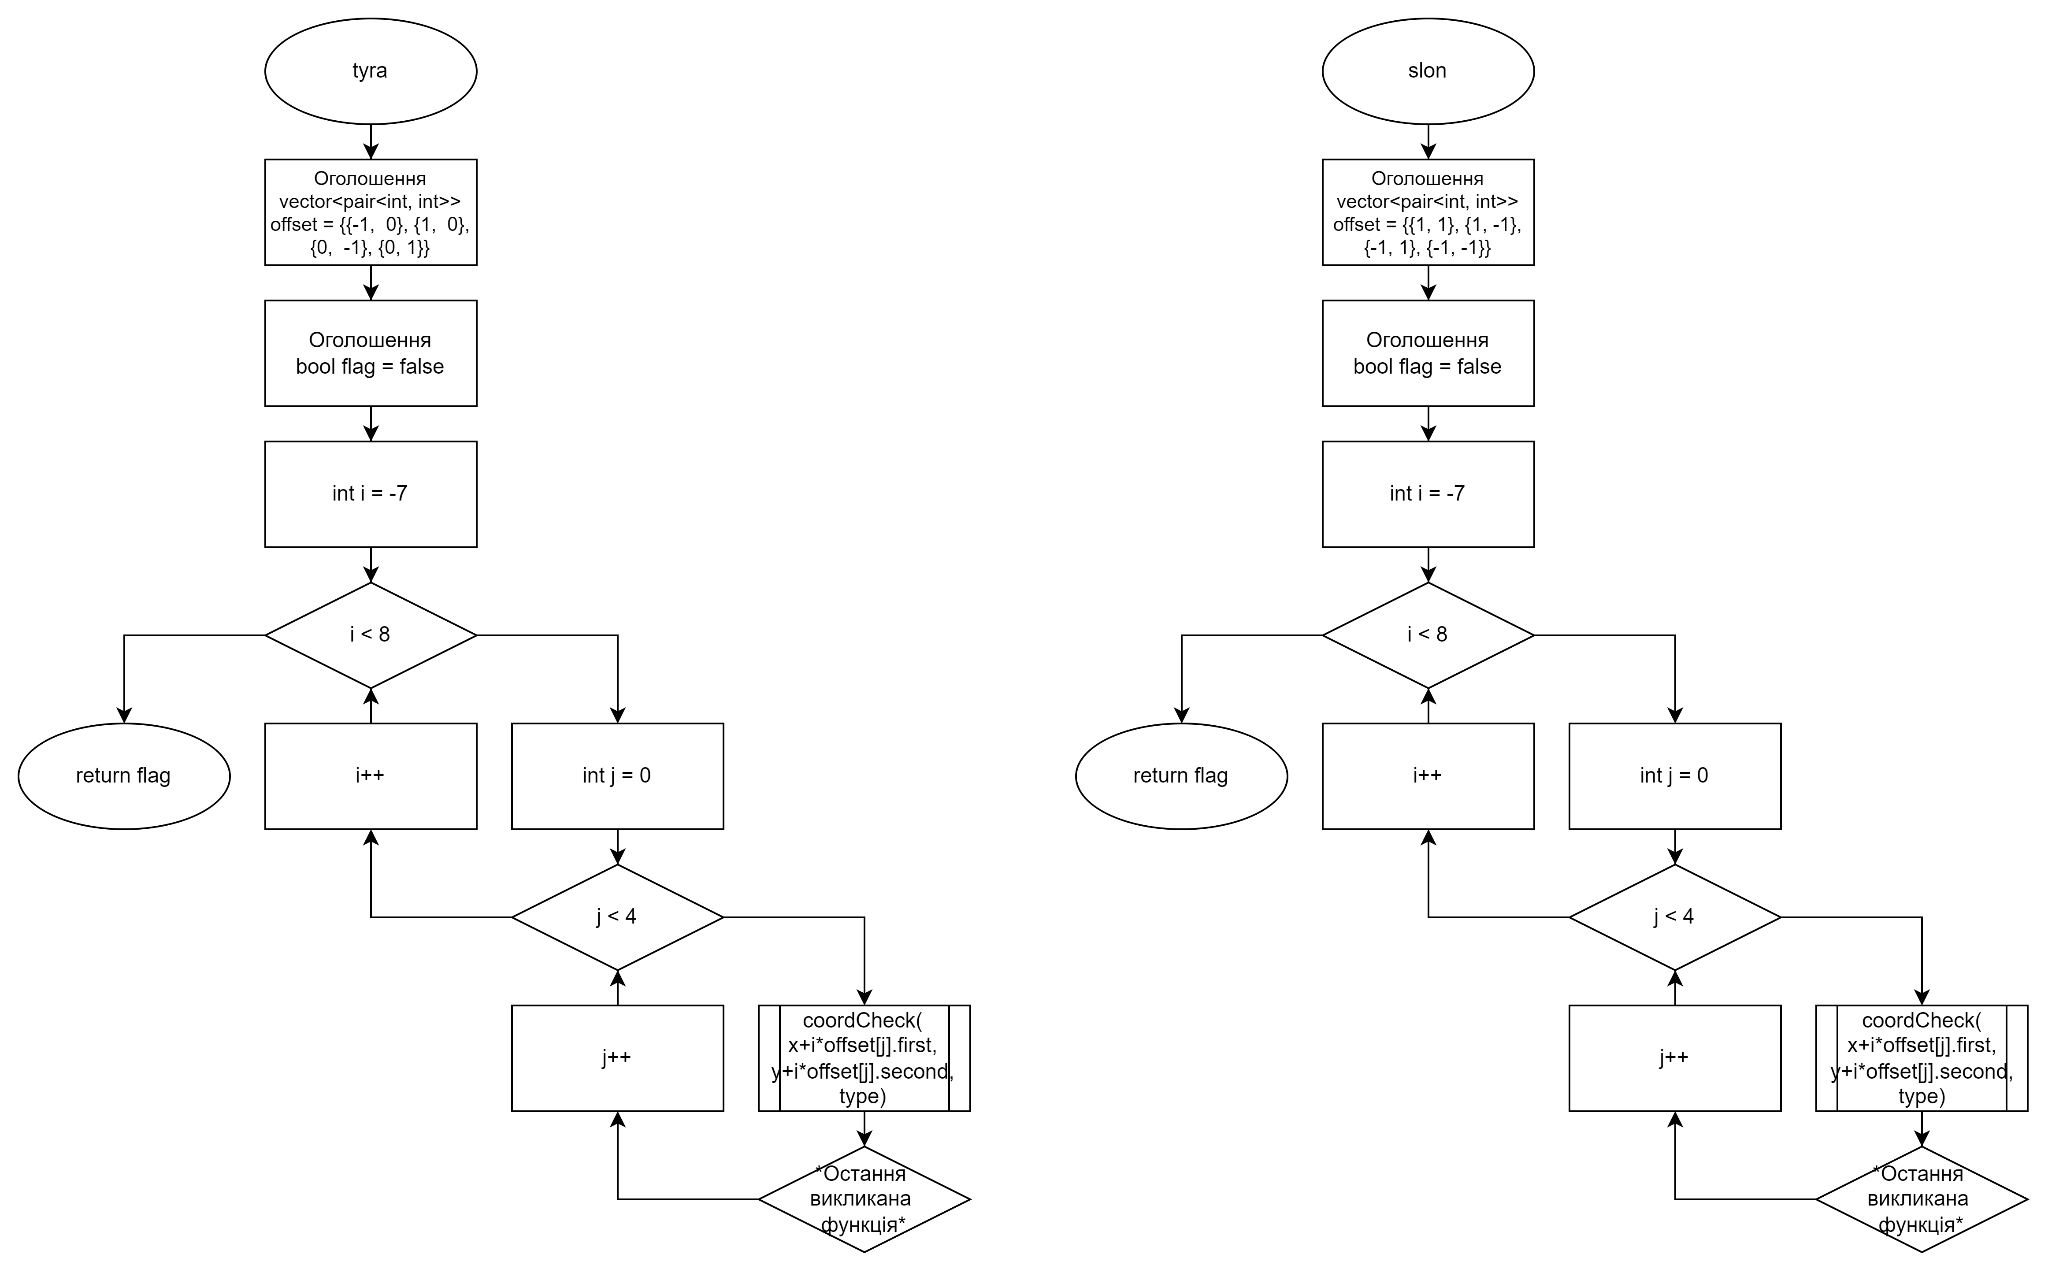 tyra
Оголошення
vector<pair<int, int>>
offset = {{-1,  0}, {1,  0},
{0,  -1}, {0, 1}}
Оголошення
bool flag = false
int i = -7
i < 8
return flag
i++
int j = 0
j < 4
j++
coordCheck(
x+i*offset[j].first,
y+i*offset[j].second,
type)
*Остання
викликана
функція*
slon
Оголошення
vector<pair<int, int>>
offset = {{1, 1}, {1, -1},
{-1, 1}, {-1, -1}}
Оголошення
bool flag = false
int i = -7
i < 8
return flag
i++
int j = 0
j < 4
j++
coordCheck(
x+i*offset[j].first,
y+i*offset[j].second,
type)
*Остання
викликана
функція*